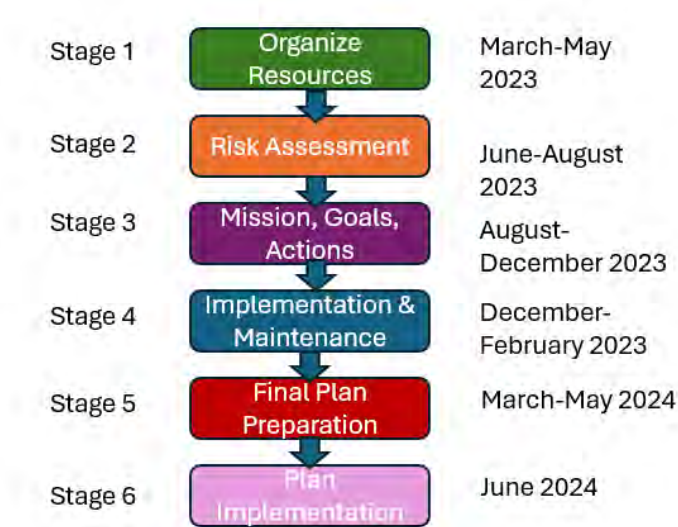 Stage 1
Organize
Resources
March-May
2023
Stage 2
Risk Assessment
June-August
2023
Stage 3
Mission, Goals,
Actions
August-
December 2023
Stage 4
Implementation &
Maintenance
December-
February 2023
Stage 5
Final Plan
Preparation
March-May 2024
Stage 6
Plan
Implementation
June 2024